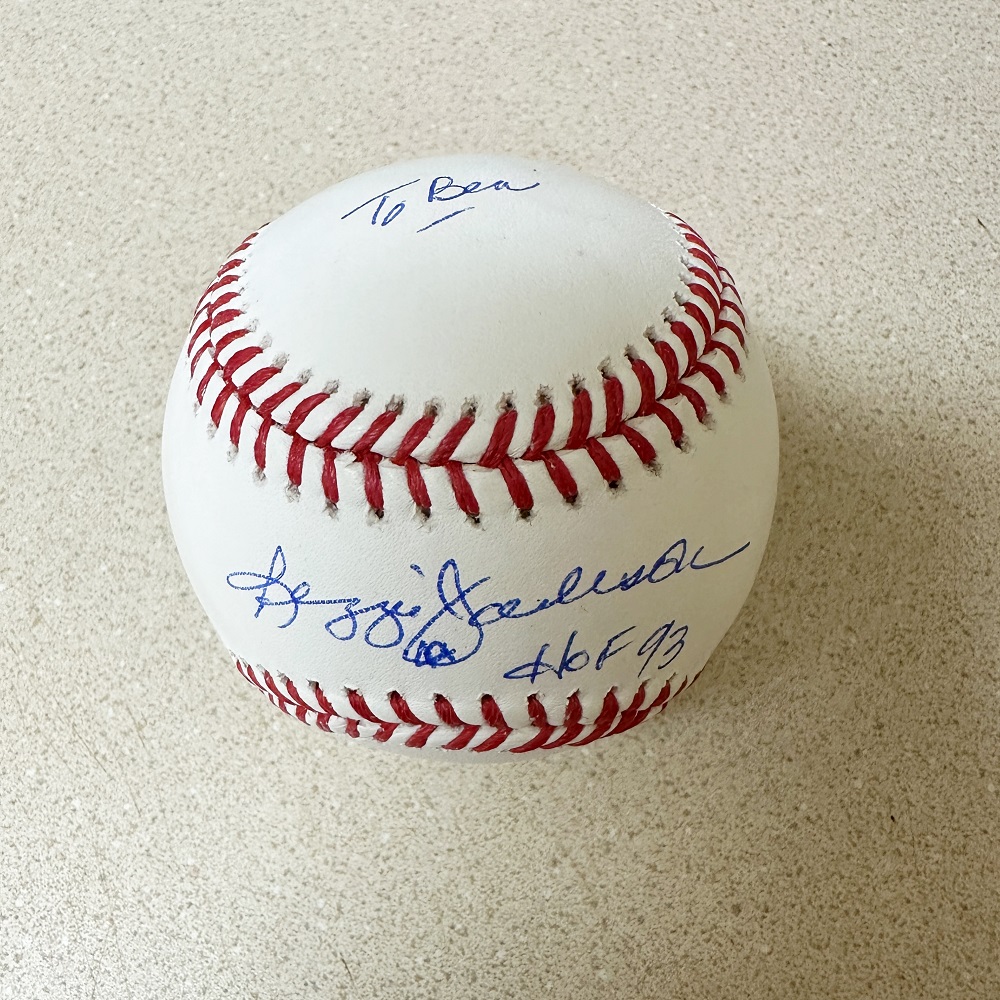 To Ben
Reggie Jackson
HOF 93